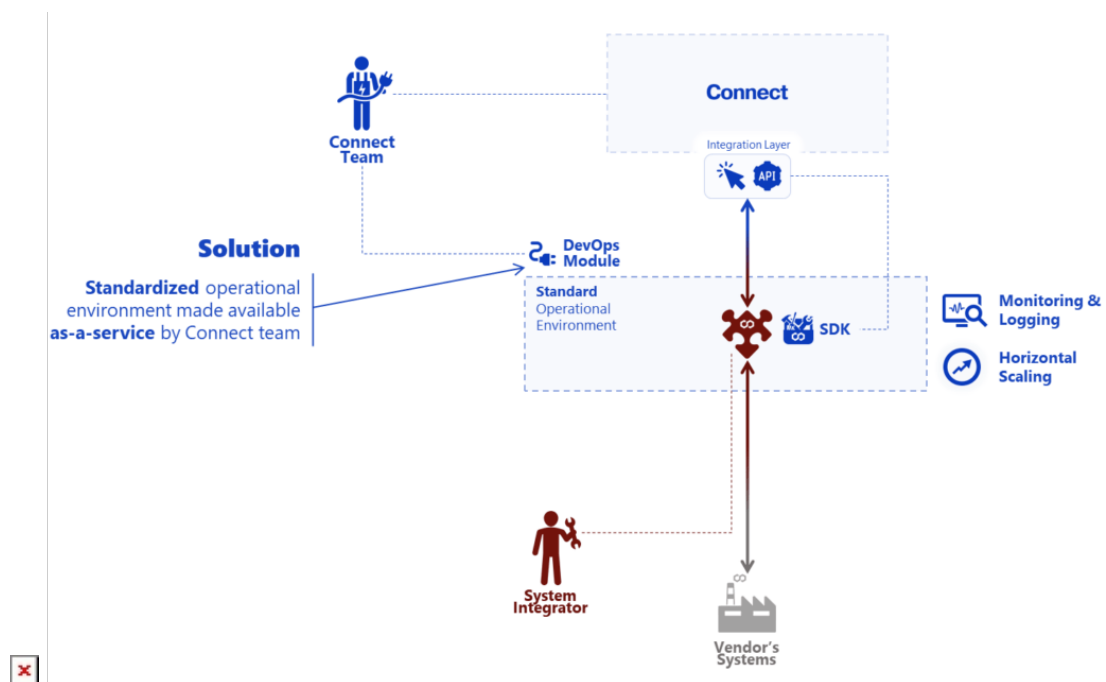 Connect
Connect
Team
Integration Layer
API
Solution
Standardized operational
environment made available
as-a-service by Connect team
DevOps
Module
Standard
Operational
Environment
SDK
Monitoring &
Logging
Horizontal
Scaling
System
Integrator
Vendor's
Systems